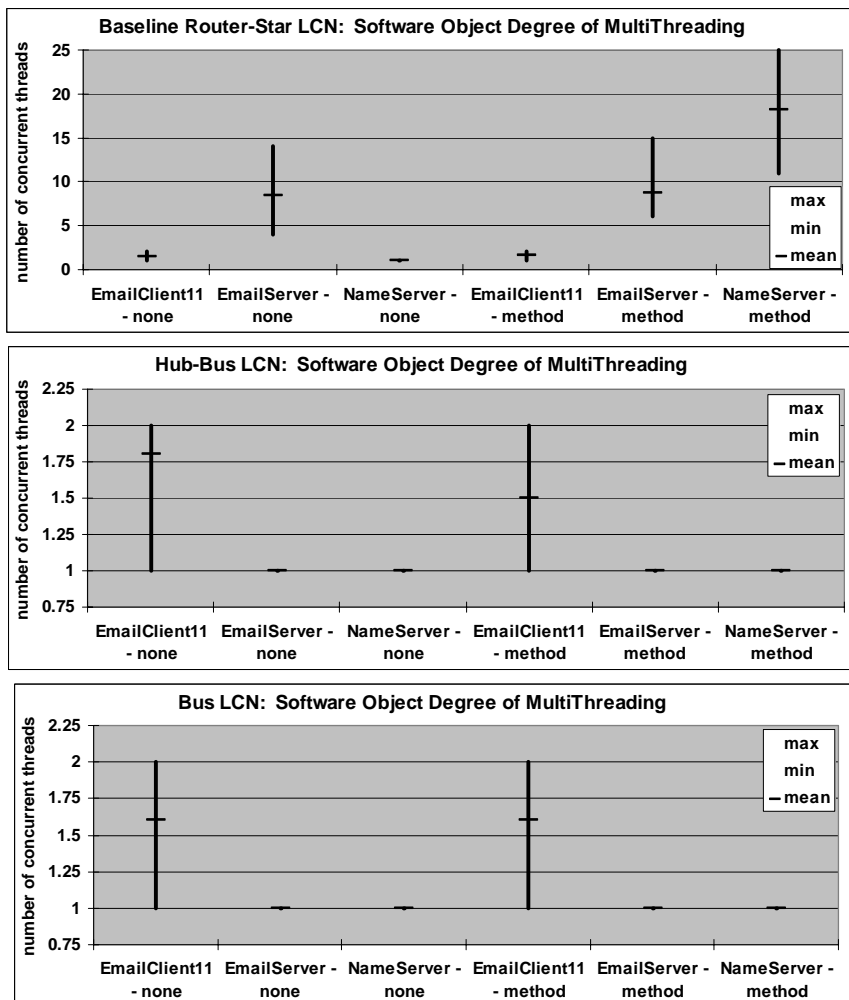 Baseline Router-Star LCN: Software Object Degree of MultiThreading
number of concurrent threads
25
20
15
10
5
0
max
min
mean
EmailClient11 - none
EmailServer - none
NameServer - none
EmailClient11 - method
EmailServer - method
NameServer - method
Hub-Bus LCN: Software Object Degree of MultiThreading
number of concurrent threads
2.25
2
1.75
1.5
1.25
1
0.75
max
min
mean
EmailClient11 - none
EmailServer - none
NameServer - none
EmailClient11 - method
EmailServer - method
NameServer - method
Bus LCN: Software Object Degree of MultiThreading
number of concurrent threads
2.25
2
1.75
1.5
1.25
1
0.75
max
min
mean
EmailClient11 - none
EmailServer - none
NameServer - none
EmailClient11 - method
EmailServer - method
NameServer - method